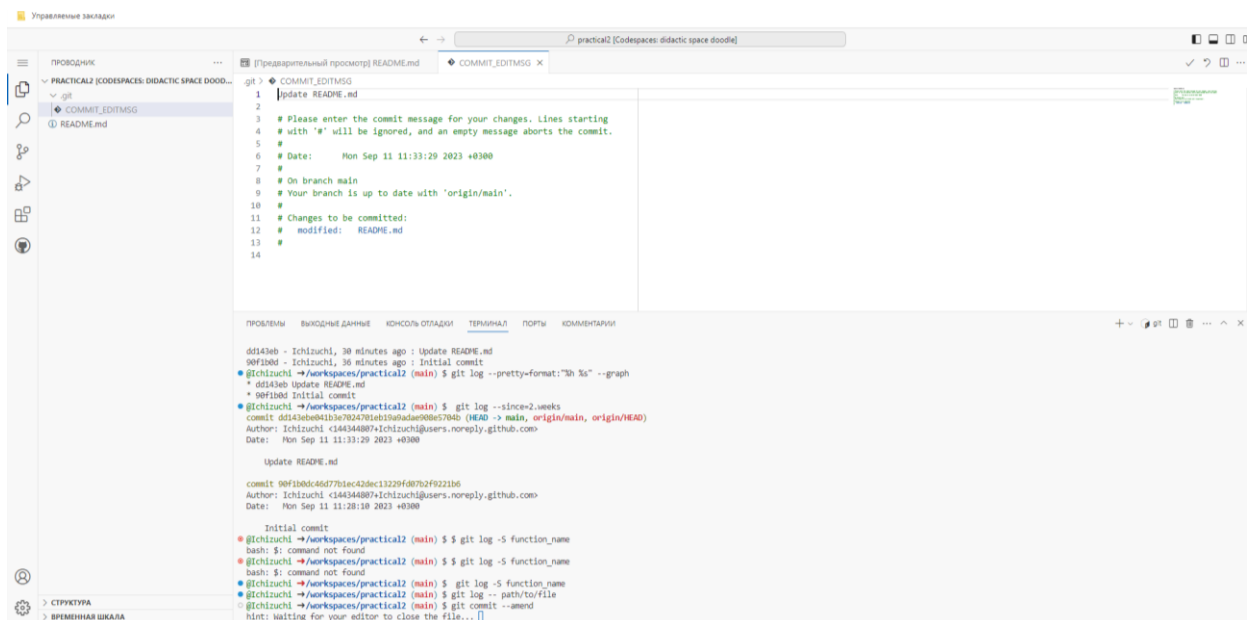 Управляемые закладки
practical2 [Codespaces: didactic space doodle]
ПРОВОДНИК
PRACTICAL2 [CODESPACES: DIDACTIC SPACE DOOD...
.git
COMMIT_EDITMSG
README.md
[Предварительный просмотр] README.md
COMMIT_EDITMSG
.git > COMMIT_EDITMSG
1 Update README.md
2
3 # Please enter the commit message for your changes. Lines starting
4 # with '#' will be ignored, and an empty message aborts the commit.
5 #
6 # Date: Mon Sep 11 11:33:29 2023 +0300
7 #
8 # On branch main
9 # Your branch is up to date with 'origin/main'.
10 #
11 # Changes to be committed:
12 # modified: README.md
13 #
14
ПРОБЛЕМЫ ВЫХОДНЫЕ ДАННЫЕ КОНСОЛЬ ОТЛАДКИ ТЕРМИНАЛ ПОРТЫ КОММЕНТАРИИ
git
dd143eb - Ichizuchi, 30 minutes ago : Update README.md
90f1b0d - Ichizuchi, 36 minutes ago : Initial commit
@Ichizuchi →/workspaces/practical2 (main) $ git log --pretty=format:"%h %s" --graph
* dd143eb Update README.md
* 90f1b0d Initial commit
@Ichizuchi →/workspaces/practical2 (main) $ git log --since=2.weeks
commit dd143ebe041b3e7024701eb19a9adae908e5704b (HEAD -> main, origin/main, origin/HEAD)
Author: Ichizuchi <144344807+Ichizuchi@users.noreply.github.com>
Date: Mon Sep 11 11:33:29 2023 +0300
Update README.md
commit 90f1b0dc46d77b1ec42dec13229fd07b2f9221b6
Author: Ichizuchi <144344807+Ichizuchi@users.noreply.github.com>
Date: Mon Sep 11 11:28:10 2023 +0300
Initial commit
@Ichizuchi →/workspaces/practical2 (main) $ $ git log -S function_name
bash: $: command not found
@Ichizuchi →/workspaces/practical2 (main) $ $ git log -S function_name
bash: $: command not found
@Ichizuchi →/workspaces/practical2 (main) $ git log -S function_name
@Ichizuchi →/workspaces/practical2 (main) $ git log -- path/to/file
@Ichizuchi →/workspaces/practical2 (main) $ git commit --amend
hint: Waiting for your editor to close the file...
СТРУКТУРА
ВРЕМЕННАЯ ШКАЛА